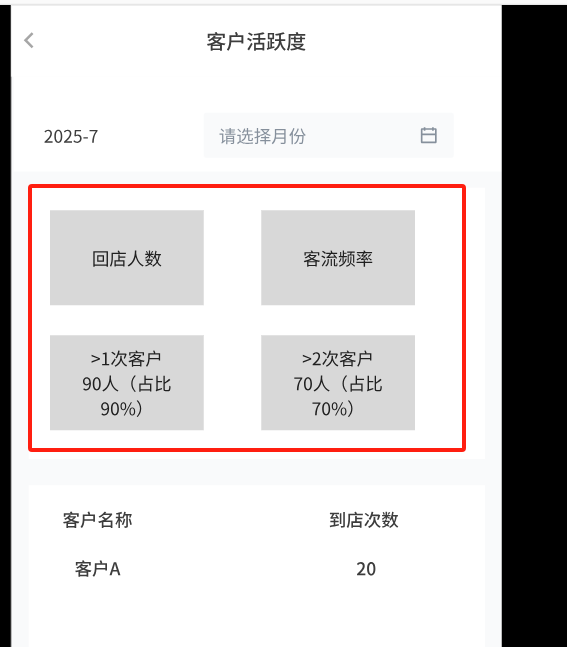 客户活跃度
2025-7
请选择月份
回店人数
客流频率
>1次客户
90人（占比
90%）
>2次客户
70人（占比
70%）
客户名称
到店次数
客户A
20